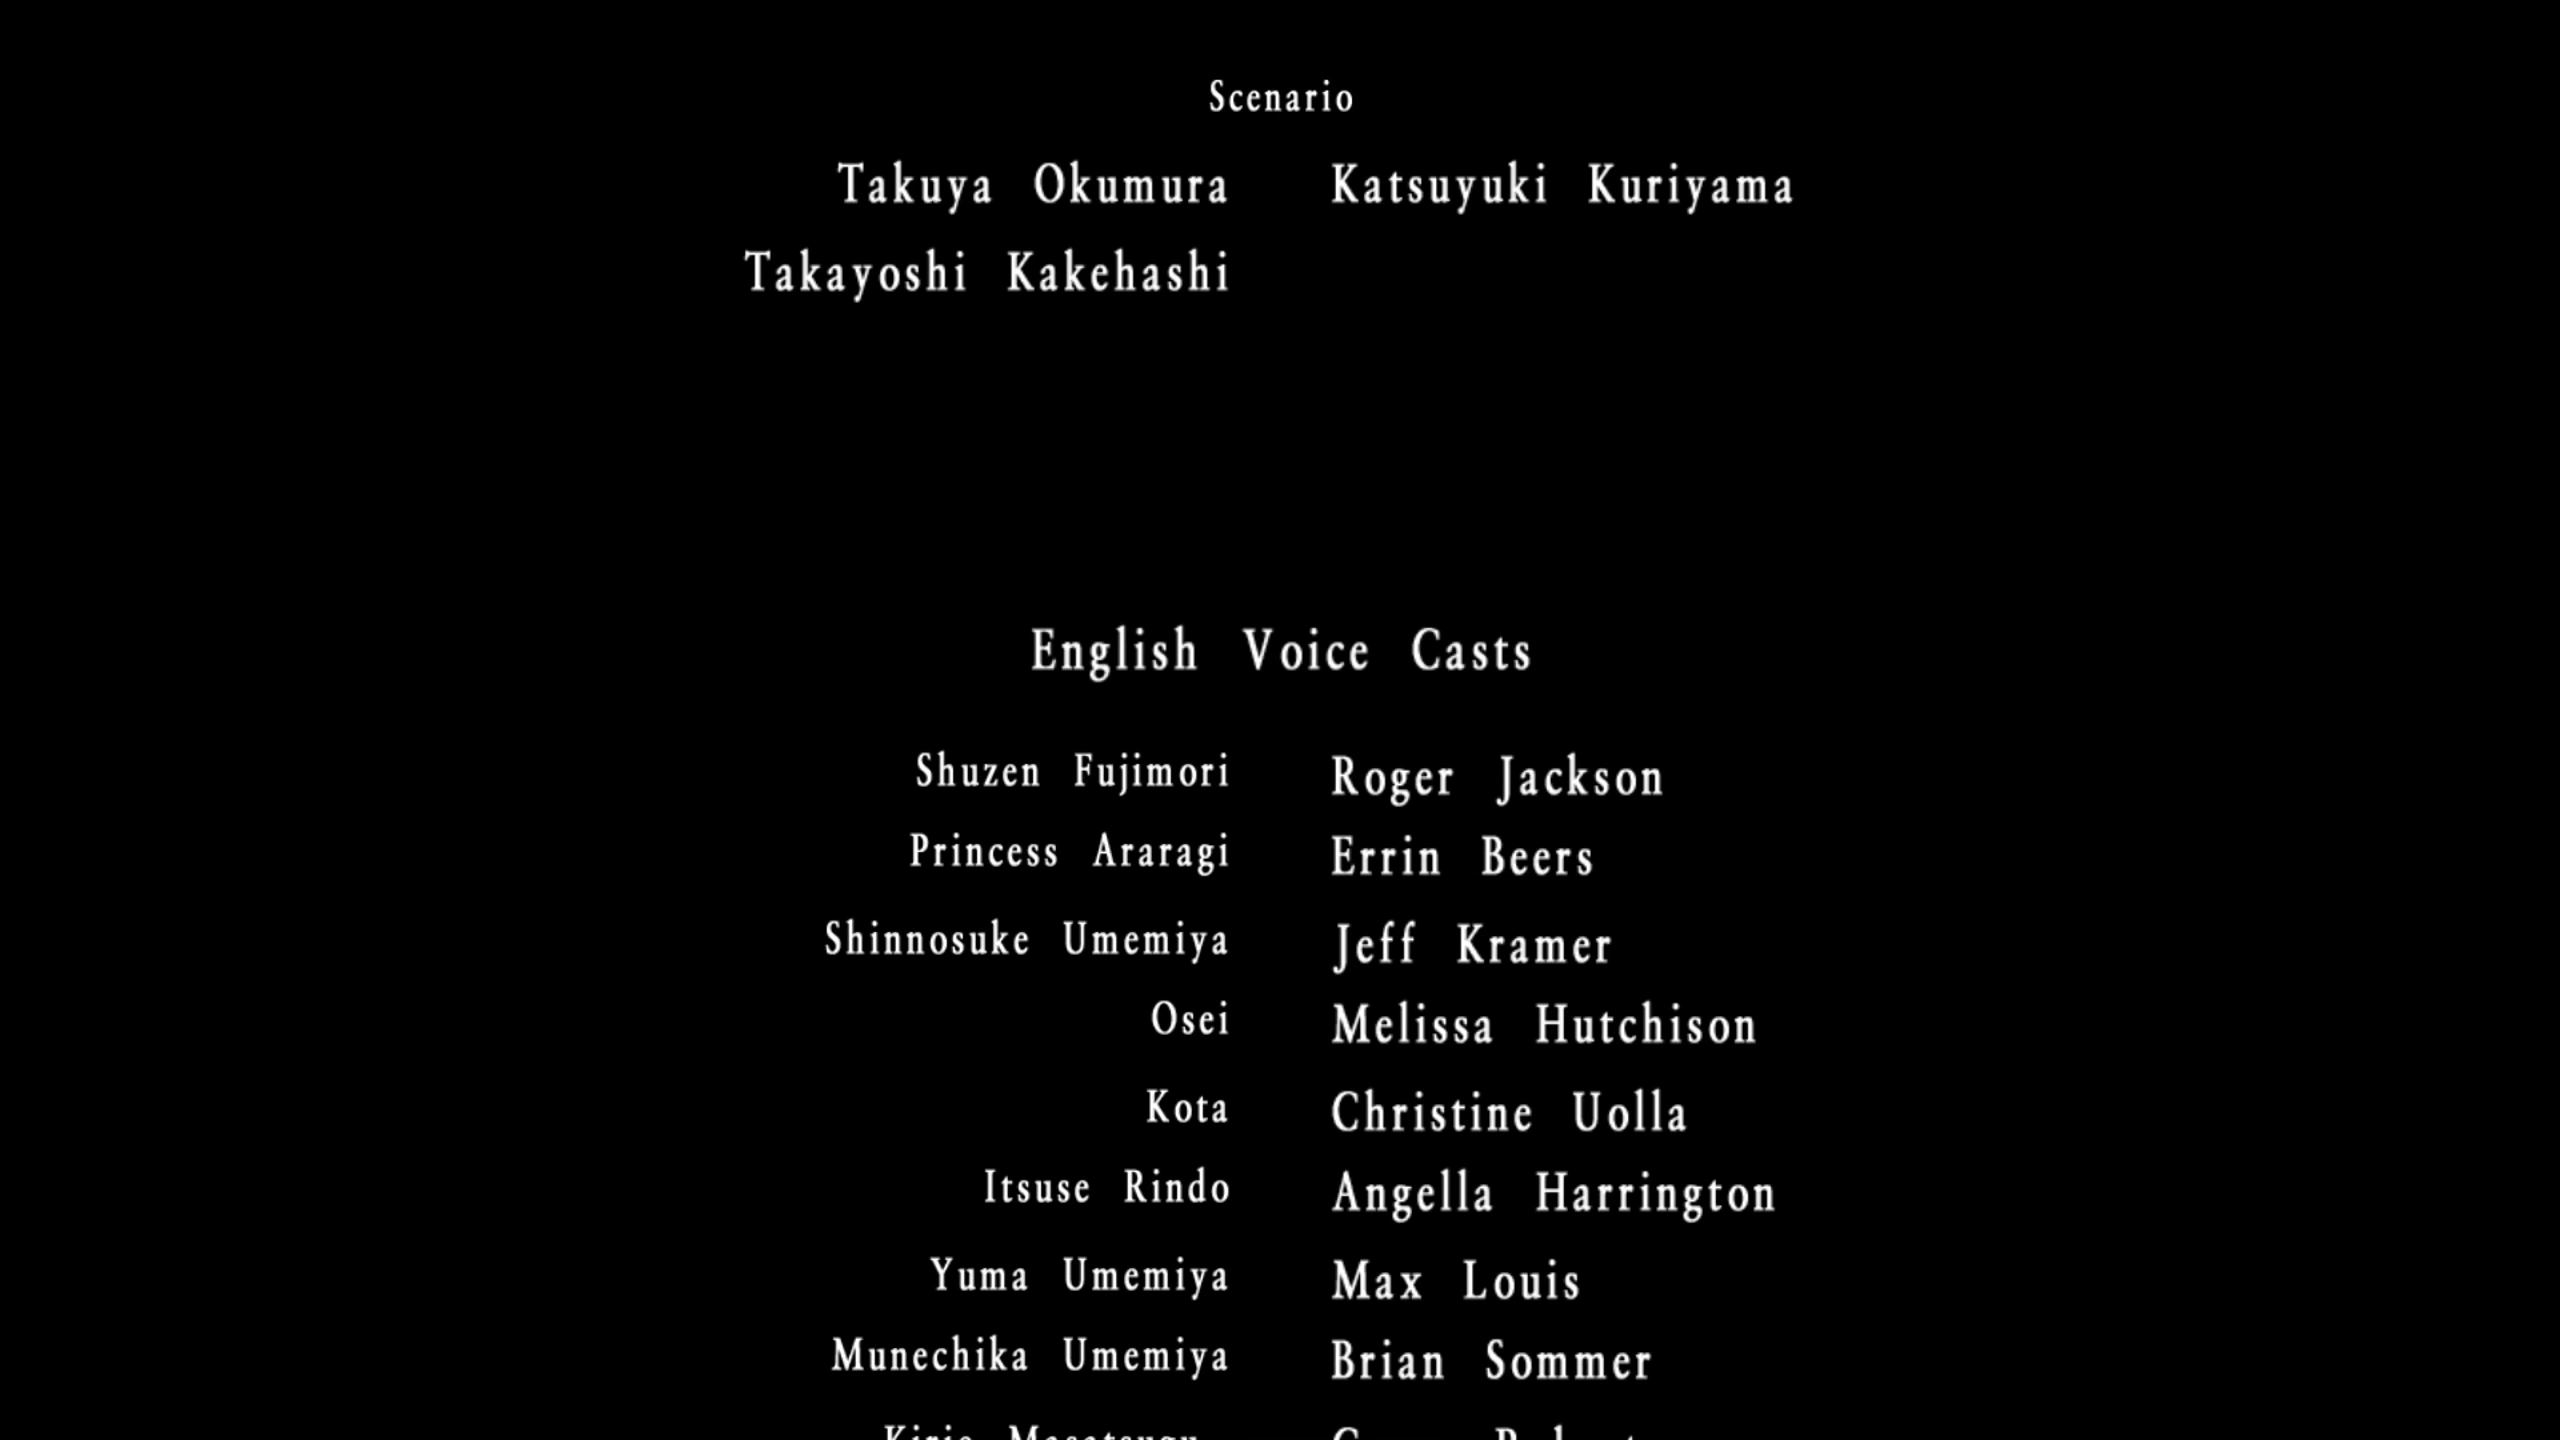 Scenario
Takuya Okumura Katsuyuki Kuriyama
Takayoshi Kakehashi
English Voice Casts
Shuzen Fujimori Roger Jackson
Princess Araragi Errin Beers
Shinnosuke Umemiya Jeff Kramer
Osei Melissa Hutchison
Kota Christine Uolla
Itsuse Rindo Angella Harrington
Yuma Umemiya Max Louis
Munechika Umemiya Brian Sommer